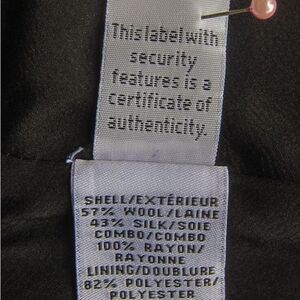 This label with
security
features is a
certificate of
authenticity.
SHELL/EXTÉRIEUR
57% WOOL/LAINE
43% SILK/SOIE
COMBO/COMBO
100% RAYON/
RAYONNE
LINING/DOUBLURE
82% POLYESTER/
POLYESTER